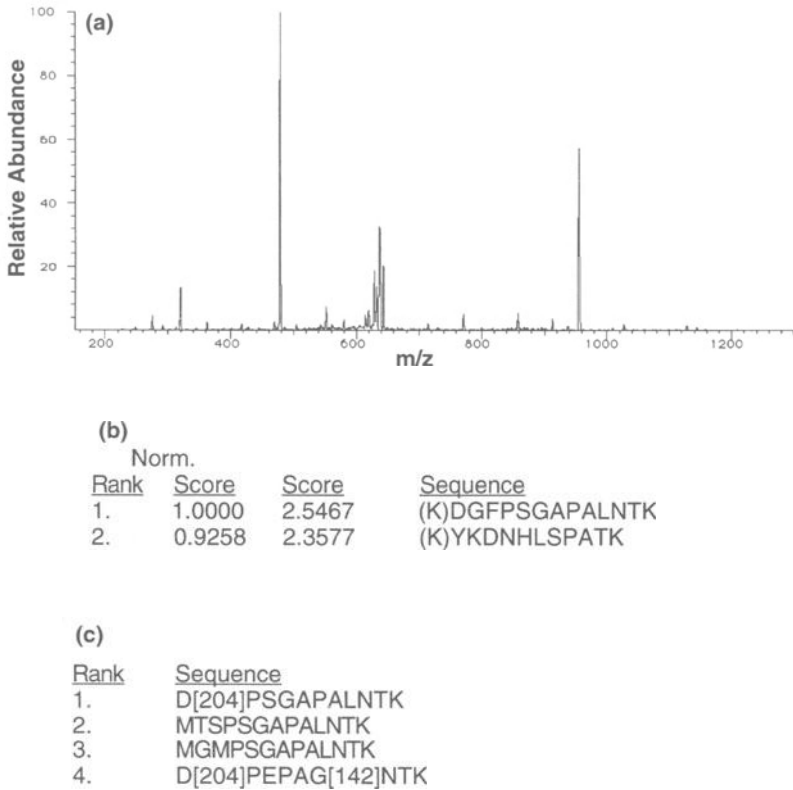 (a)
100
80
60
40
20
Relative Abundance
200 400 600 800 1000 1200
m/z
(b)
Norm.
Rank Score Score Sequence
1. 1.0000 2.5467 (K)DGFPSGAPALNTK
2. 0.9258 2.3577 (K)YKDNHLSPATK
(c)
Rank Sequence
1. D[204]PSGAPALNTK
2. MTSPSGAPALNTK
3. MGMPSGAPALNTK
4. D[204]PEPAG[142]NTK